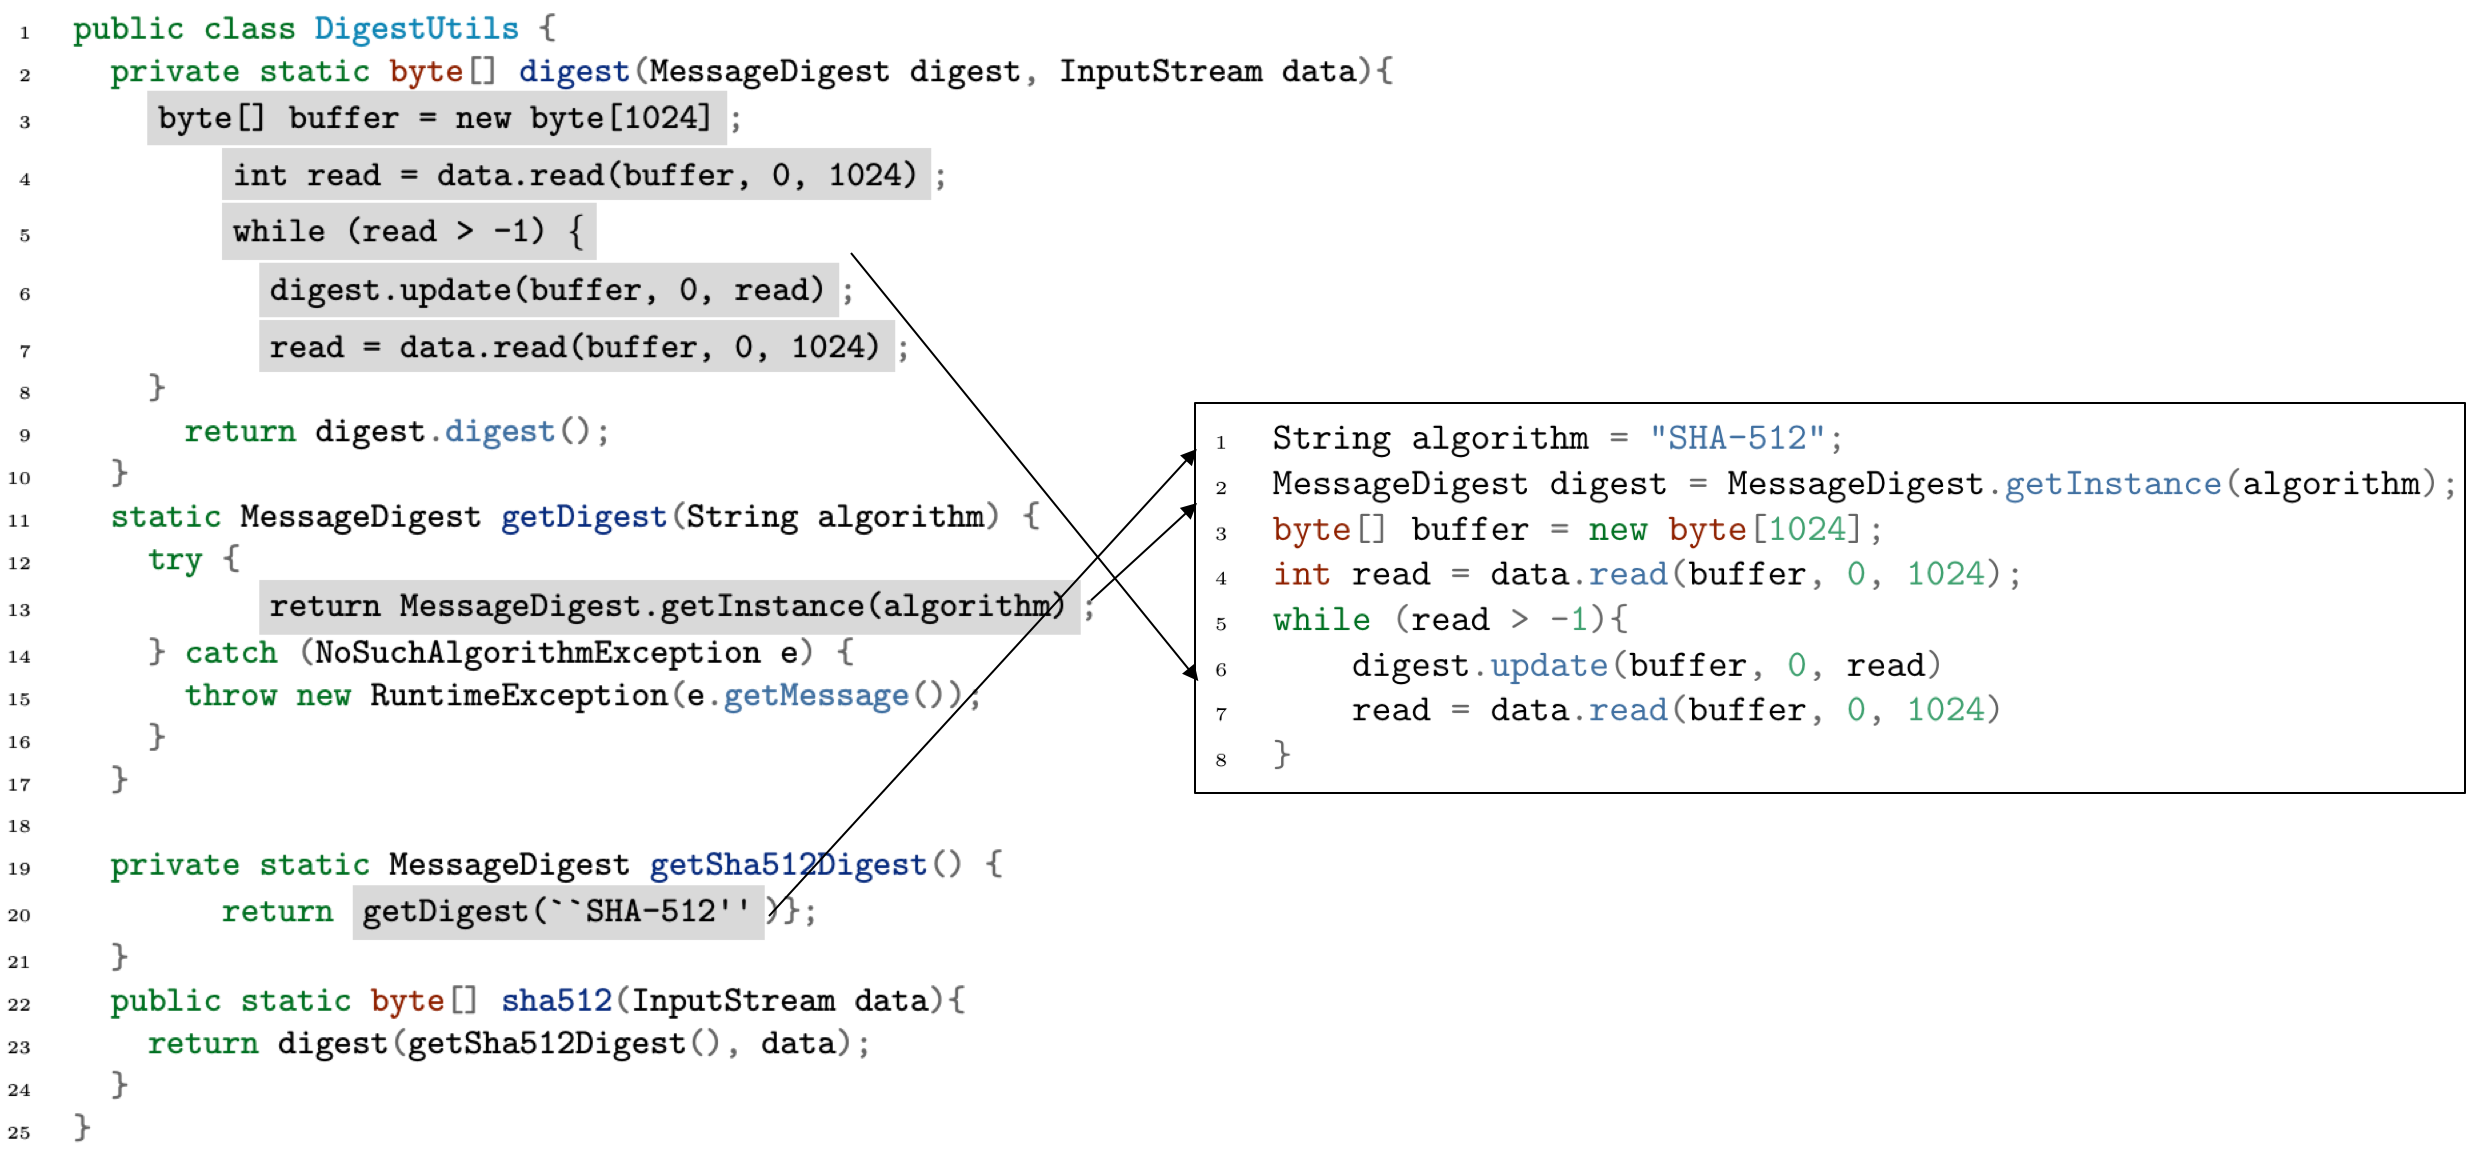 1 public class DigestUtils {
2 private static byte[] digest(MessageDigest digest, InputStream data){
3 byte[] buffer = new byte[1024] ;
4 int read = data.read(buffer, 0, 1024) ;
5 while (read > -1) {
6 digest.update(buffer, 0, read) ;
7 read = data.read(buffer, 0, 1024) ;
8 }
9 return digest.digest();
10 }
11 static MessageDigest getDigest(String algorithm) {
12 try {
13 return MessageDigest.getInstance(algorithm) ;
14 } catch (NoSuchAlgorithmException e) {
15 throw new RuntimeException(e.getMessage());
16 }
17 }
18
19 private static MessageDigest getSha512Digest() {
20 return getDigest(``SHA-512'' )};
21 }
22 public static byte[] sha512(InputStream data){
23 return digest(getSha512Digest(), data);
24 }
25 }
1 String algorithm = "SHA-512";
2 MessageDigest digest = MessageDigest.getInstance(algorithm);
3 byte[] buffer = new byte[1024];
4 int read = data.read(buffer, 0, 1024);
5 while (read > -1){
6 digest.update(buffer, 0, read)
7 read = data.read(buffer, 0, 1024)
8 }